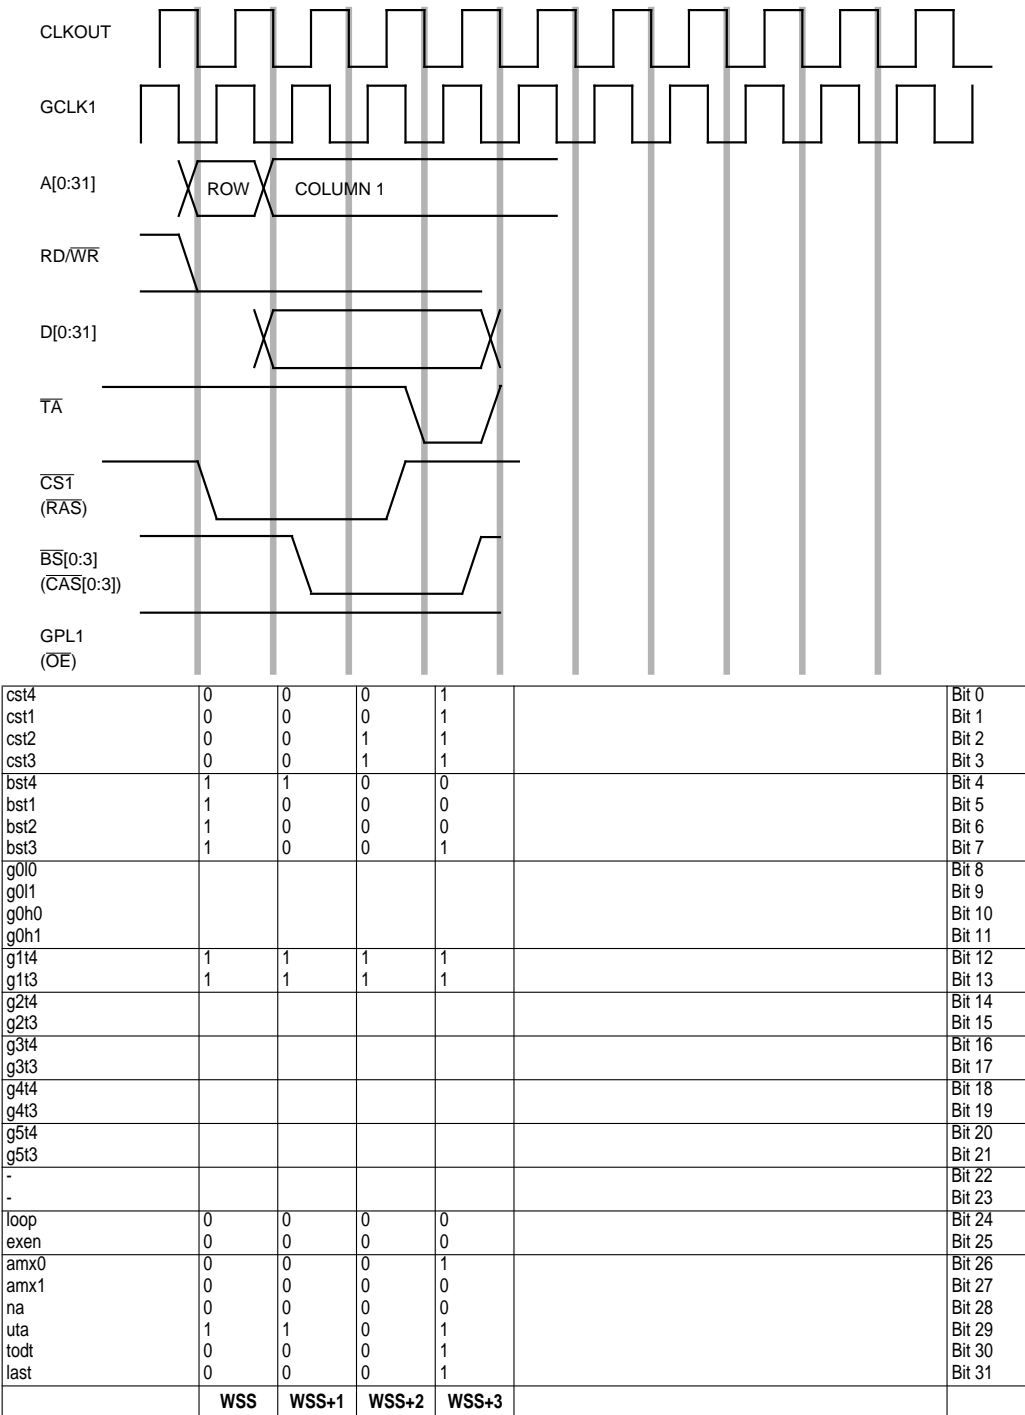 CLKOUT
GCLK1
A[0:31] ROW COLUMN 1
RD/WR
D[0:31]
TA
CS1
(RAS)
BS[0:3]
(CAS[0:3])
GPL1
(OE)
cst4 0 0 0 1 Bit 0
cst1 0 0 0 1 Bit 1
cst2 0 0 1 1 Bit 2
cst3 0 0 1 1 Bit 3
bst4 1 1 0 0 Bit 4
bst1 1 0 0 0 Bit 5
bst2 1 0 0 0 Bit 6
bst3 1 0 0 1 Bit 7
g0l0 Bit 8
g0l1 Bit 9
g0h0 Bit 10
g0h1 Bit 11
g1t4 1 1 1 1 Bit 12
g1t3 1 1 1 1 Bit 13
g2t4 Bit 14
g2t3 Bit 15
g3t4 Bit 16
g3t3 Bit 17
g4t4 Bit 18
g4t3 Bit 19
g5t4 Bit 20
g5t3 Bit 21
- Bit 22
- Bit 23
loop 0 0 0 0 Bit 24
exen 0 0 0 0 Bit 25
amx0 0 0 0 1 Bit 26
amx1 0 0 0 0 Bit 27
na 0 0 0 0 Bit 28
uta 1 1 0 1 Bit 29
todt 0 0 0 1 Bit 30
last 0 0 0 1 Bit 31
WSS WSS+1 WSS+2 WSS+3